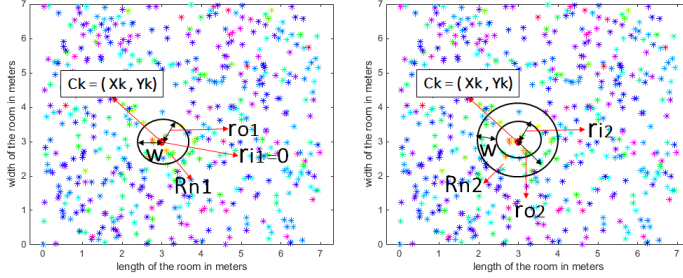 7
6
5
4
3
2
1
0
width of the room in meters
Ck = ( Xk , Yk)
ro1
W
ri1=0
Rn1
0 1 2 3 4 5 6 7
length of the room in meters
7
6
5
4
3
2
1
0
width of the room in meters
Ck = ( Xk , Yk)
ri2
W
Rn2
ro2
0 1 2 3 4 5 6 7
length of the room in meters